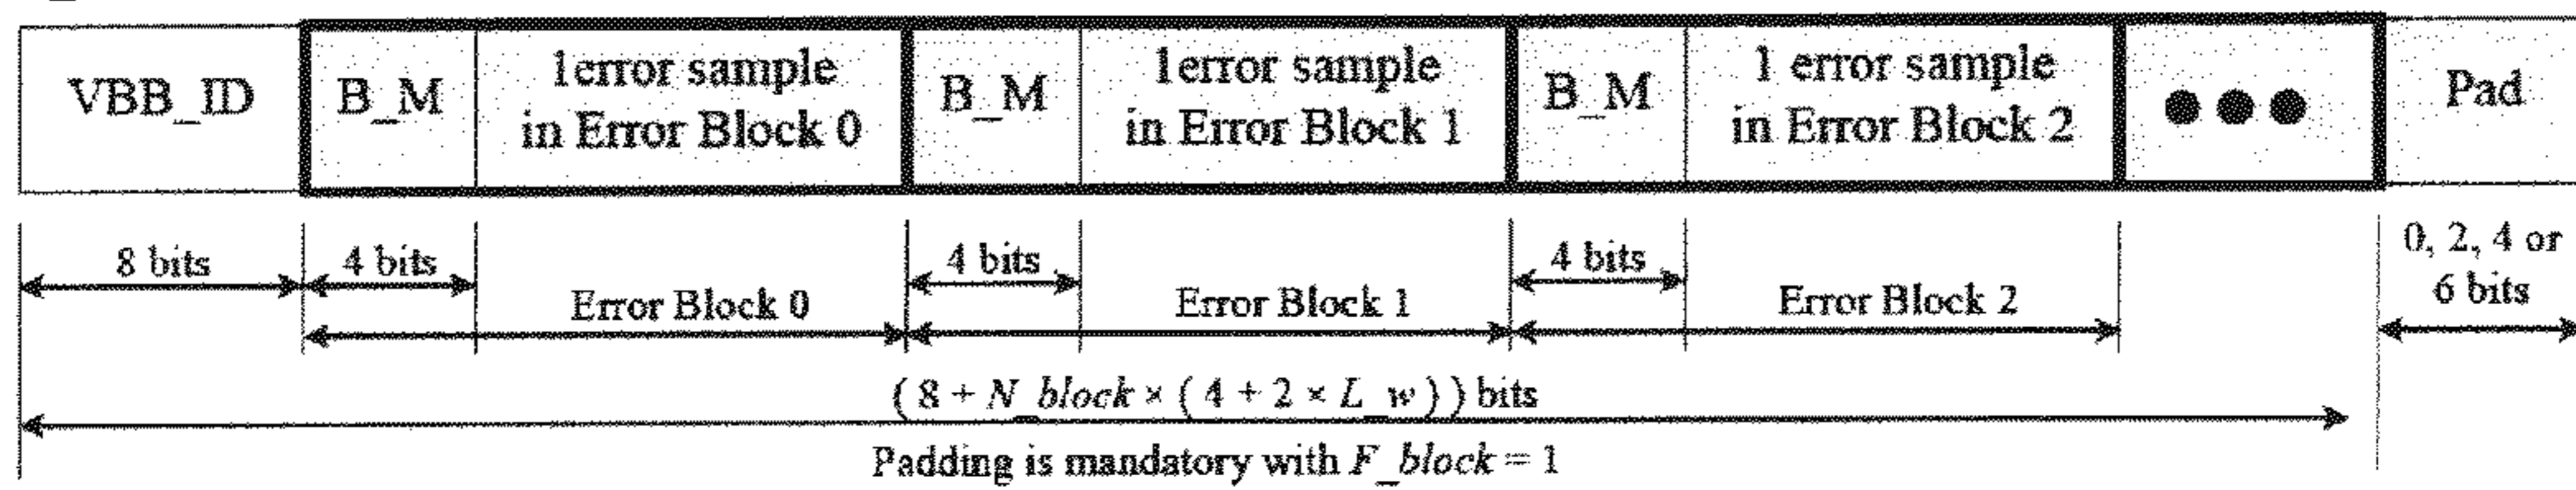 VBB_ID
B_M
1error sample
in Error Block 0
B_M
1error sample
in Error Block 1
B_M
1 error sample
in Error Block 2
●●●
Pad
8 bits
4 bits
Error Block 0
4 bits
Error Block 1
4 bits
Error Block 2
0, 2, 4 or
6 bits
( 8 + N_block × ( 4 + 2 × L_w ) ) bits
Padding is mandatory with F_block = 1